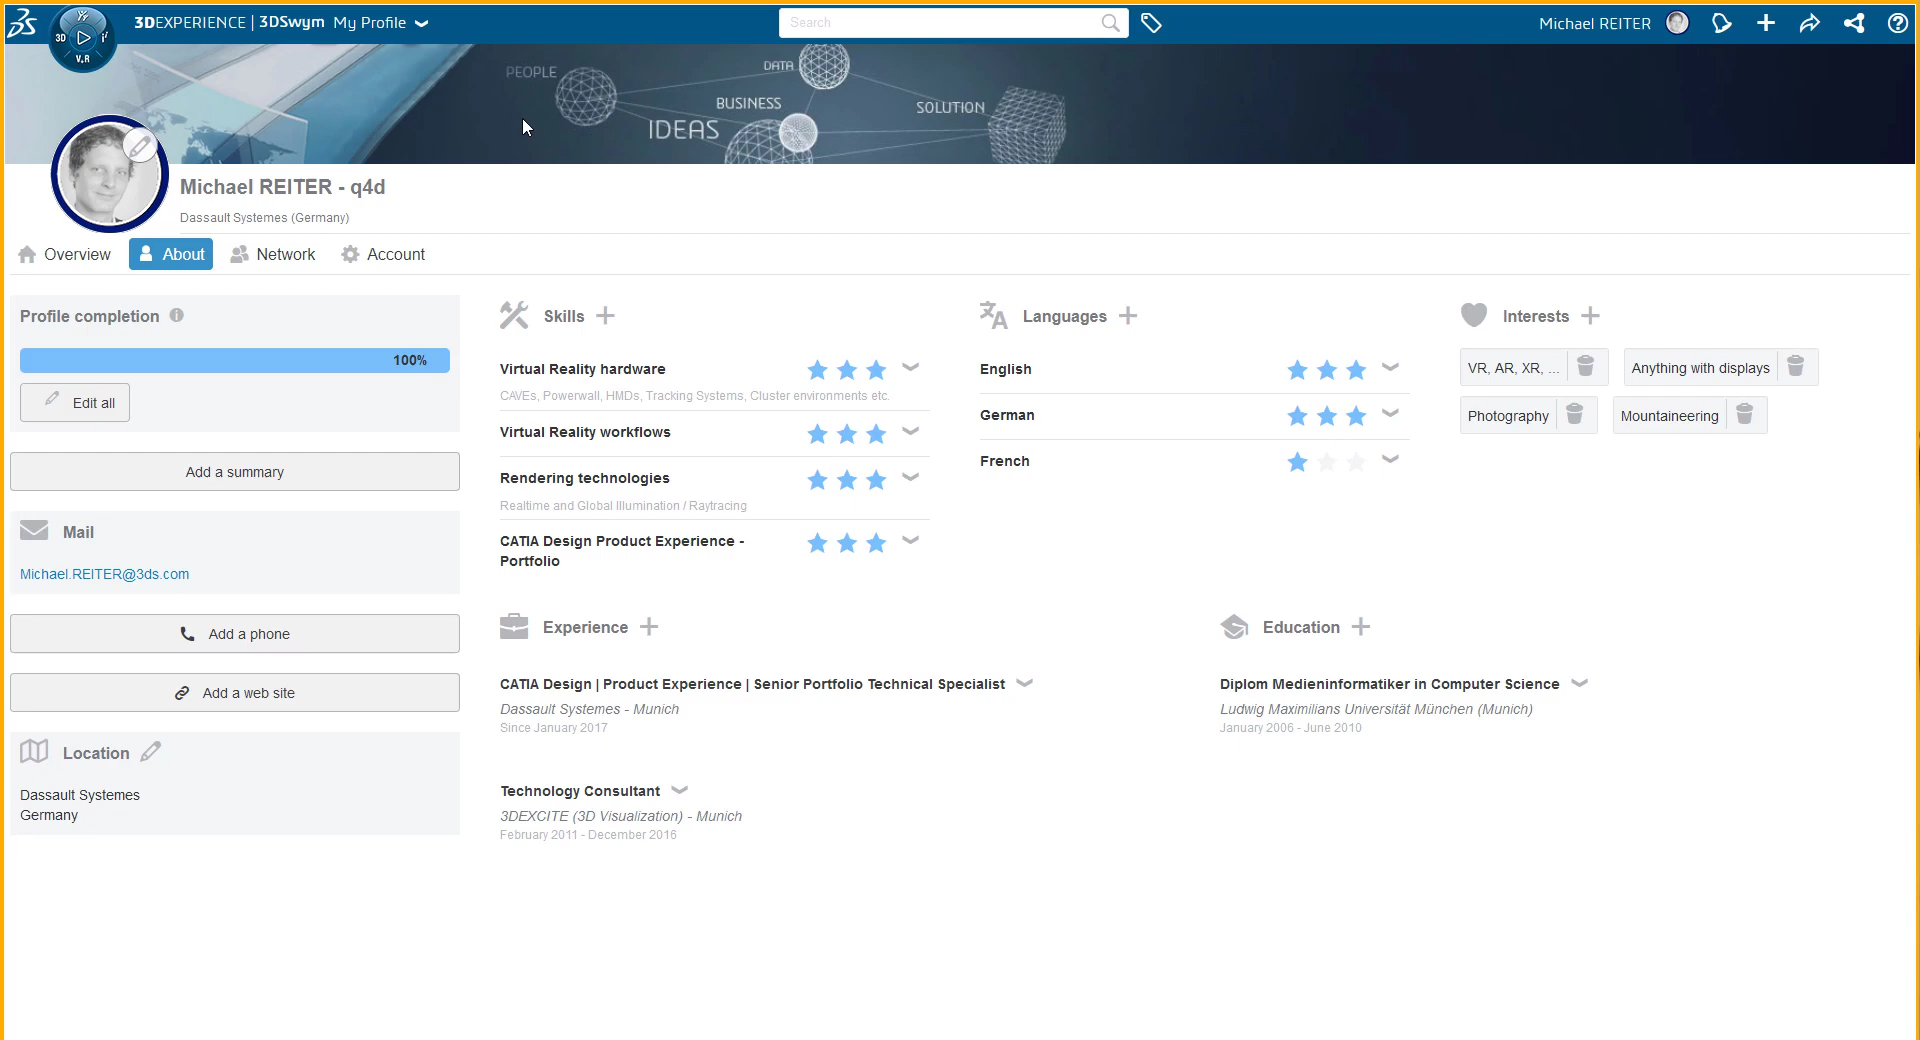 3DEXPERIENCE | 3DSwym My Profile
Search
Michael REITER
3D
V.R
PEOPLE
DATA
BUSINESS
SOLUTION
IDEAS
Michael REITER - q4d
Dassault Systemes (Germany)
Overview
About
Network
Account
Profile completion
100%
Edit all
Add a summary
Mail
Michael.REITER@3ds.com
Add a phone
Add a web site
Location
Dassault Systemes
Germany
Skills
Virtual Reality hardware
CAVEs, Powerwall, HMDs, Tracking Systems, Cluster environments etc.
Virtual Reality workflows
Rendering technologies
Realtime and Global Illumination / Raytracing
CATIA Design Product Experience -
Portfolio
Languages
English
German
French
Interests
VR, AR, XR, ...
Anything with displays
Photography
Mountaineering
Experience
CATIA Design | Product Experience | Senior Portfolio Technical Specialist
Dassault Systemes - Munich
Since January 2017
Technology Consultant
3DEXCITE (3D Visualization) - Munich
February 2011 - December 2016
Education
Diplom Medieninformatiker in Computer Science
Ludwig Maximilians Universität München (Munich)
January 2006 - June 2010